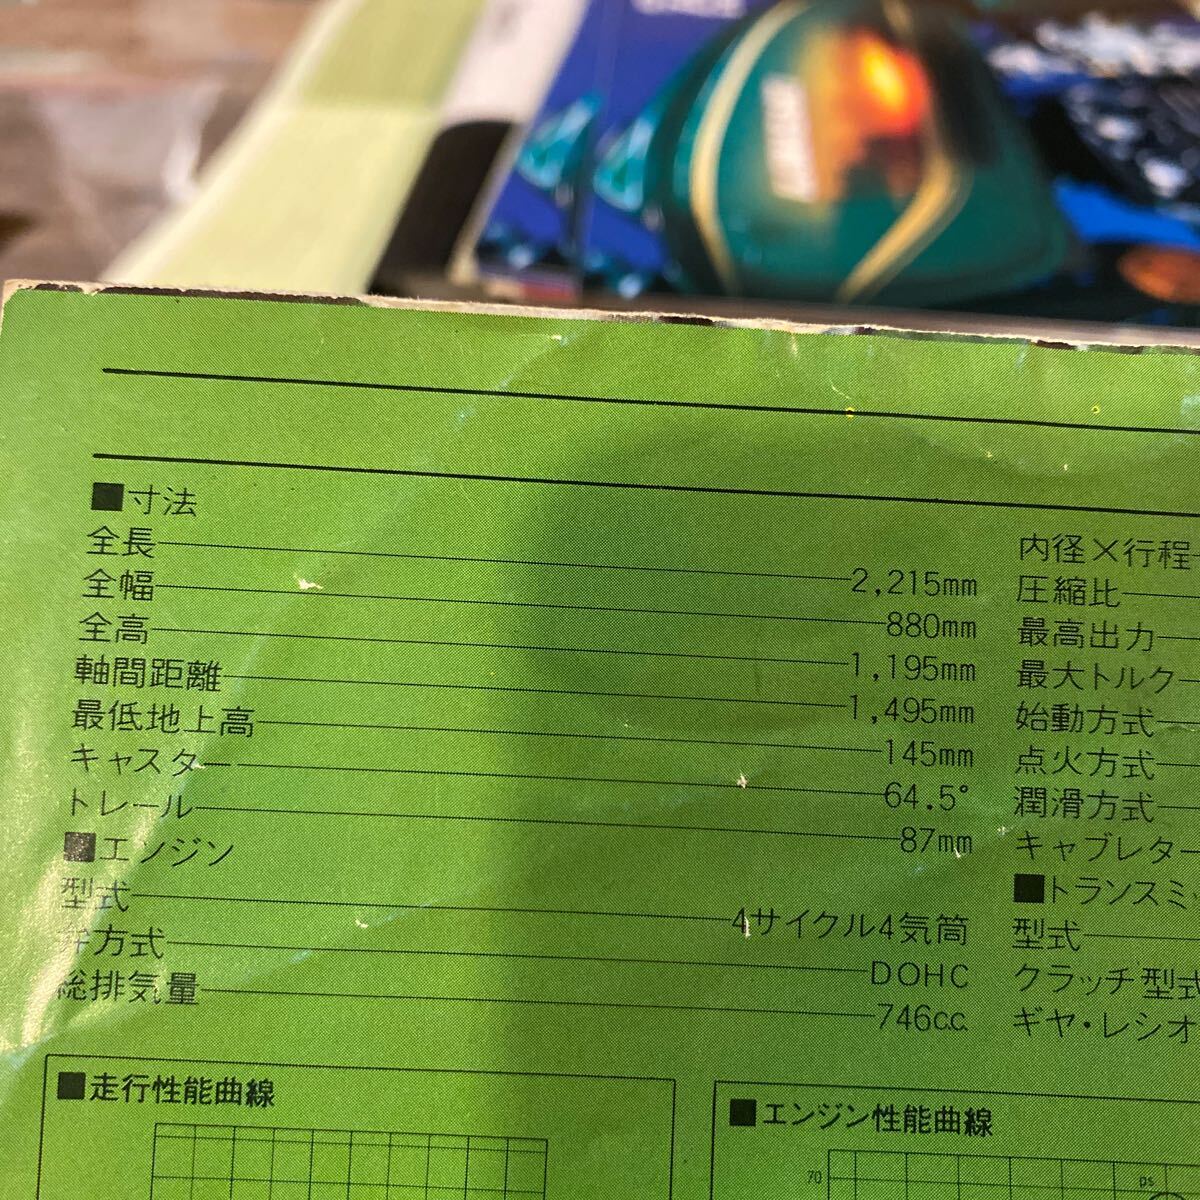 ■寸法
全長 2,215mm
全幅 880mm
全高 1,195mm
軸間距離 1,495mm
最低地上高 145mm
キャスター 64.5°
トレール 87mm
■エンジン
型式 4サイクル4気筒
弁方式 DOHC
総排気量 746c.c.
内径×行程
圧縮比
最高出力
最大トルク
始動方式
点火方式
潤滑方式
キャブレター
■トランスミ
型式
クラッチ型式
ギヤ・レシオ
■走行性能曲線
■エンジン性能曲線
70
ps